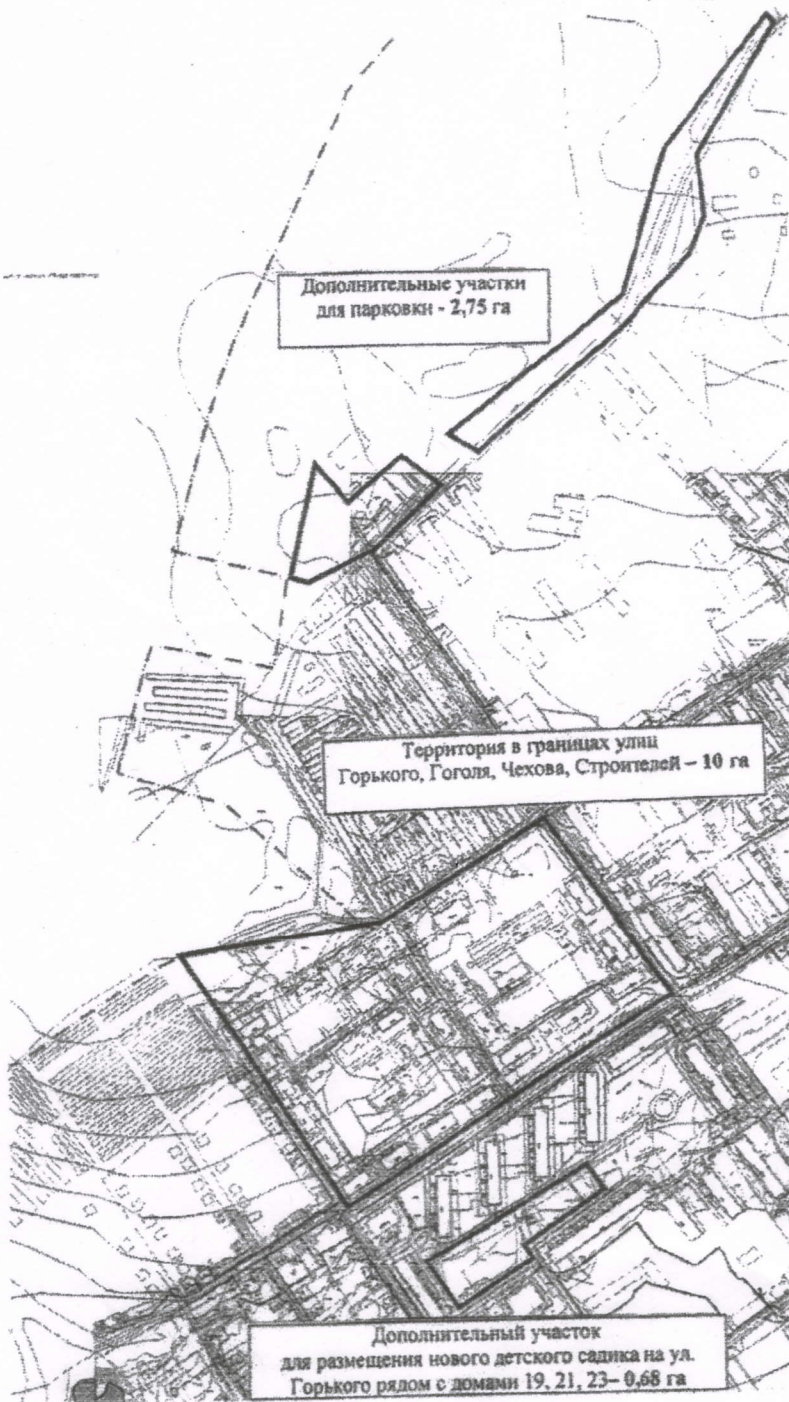 Дополнительные участки
для парковки - 2,75 га
Территория в границах улиц
Горького, Гоголя, Чехова, Строителей – 10 га
Дополнительный участок
для размещения нового детского садика на ул.
Горького рядом с домами 19, 21, 23– 0,68 га